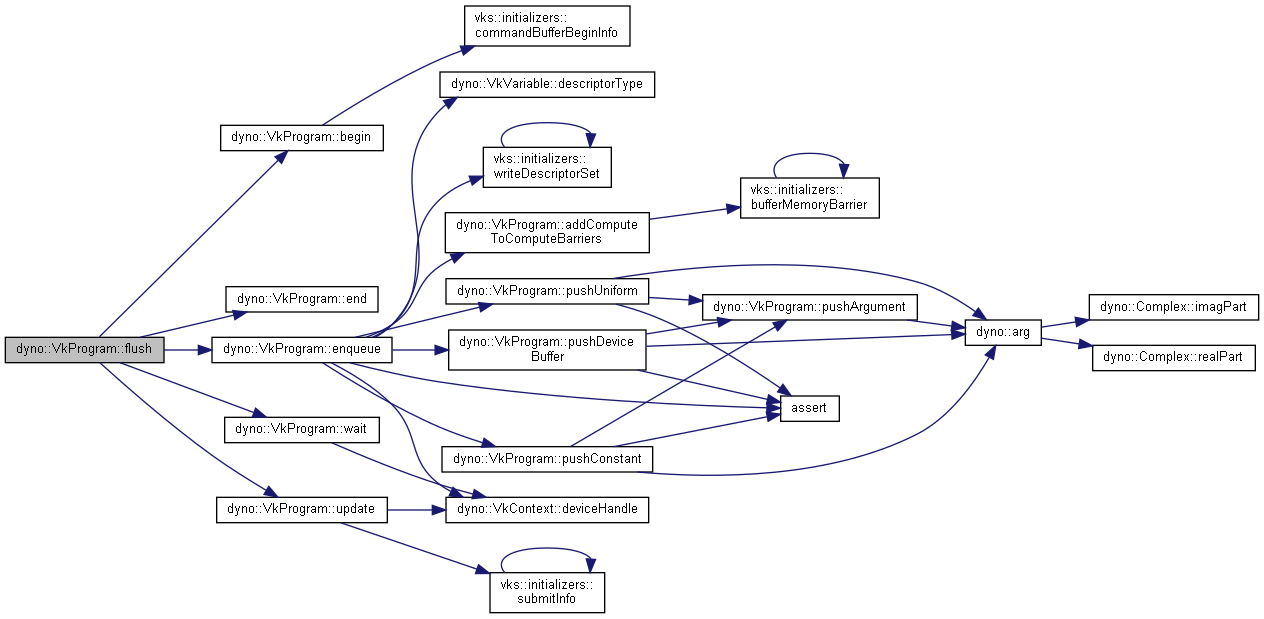 vks::initializers::
commandBufferBeginInfo
dyno::VkVariable::descriptorType
dyno::VkProgram::begin
vks::initializers::
writeDescriptorSet
vks::initializers::
bufferMemoryBarrier
dyno::VkProgram::addCompute
ToComputeBarriers
dyno::VkProgram::end
dyno::VkProgram::pushUniform
dyno::VkProgram::pushArgument
dyno::Complex::imagPart
dyno::arg
dyno::VkProgram::flush
dyno::VkProgram::enqueue
dyno::VkProgram::pushDevice
Buffer
dyno::Complex::realPart
assert
dyno::VkProgram::wait
dyno::VkProgram::pushConstant
dyno::VkProgram::update
dyno::VkContext::deviceHandle
vks::initializers::
submitInfo